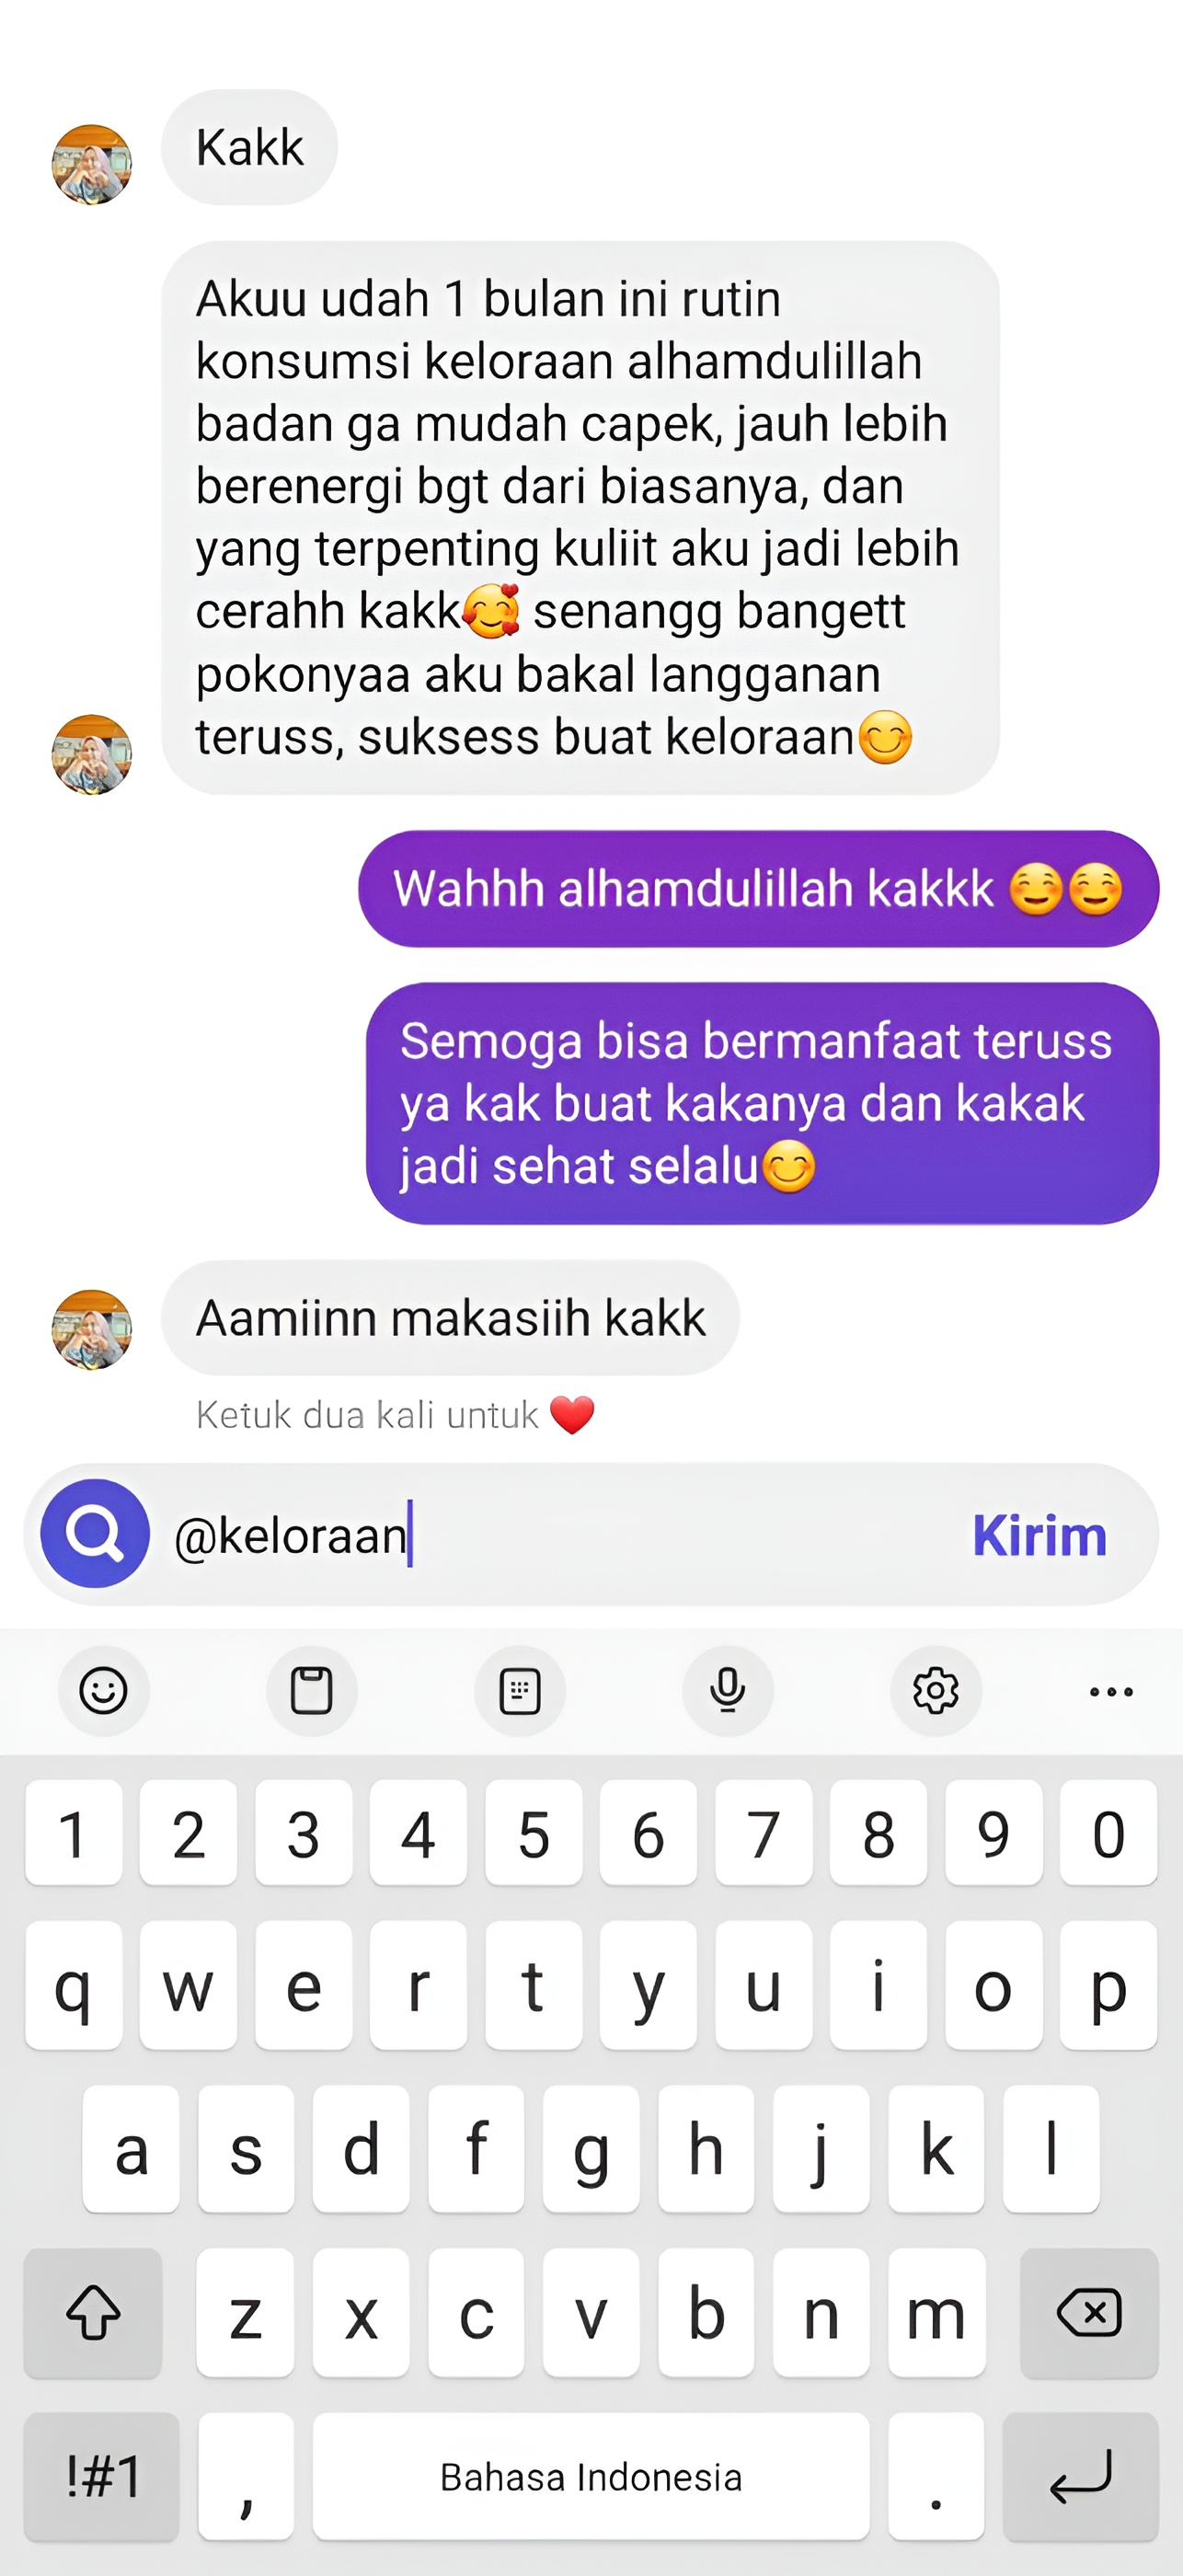 Kakk
Akuu udah 1 bulan ini rutin
konsumsi keloraan alhamdulillah
badan ga mudah capek, jauh lebih
berenergi bgt dari biasanya, dan
yang terpenting kuliit aku jadi lebih
cerahh kakk🥰 senangg bangett
pokonyaa aku bakal langganan
teruss, suksess buat keloraan😊
Wahhh alhamdulillah kakkk ☺️☺️
Semoga bisa bermanfaat teruss
ya kak buat kakanya dan kakak
jadi sehat selalu😊
Aamiinn makasiih kakk
Ketuk dua kali untuk ❤️
@keloraan Kirim
1 2 3 4 5 6 7 8 9 0
q w e r t y u i o p
a s d f g h j k l
z x c v b n m
!#1 , Bahasa Indonesia .